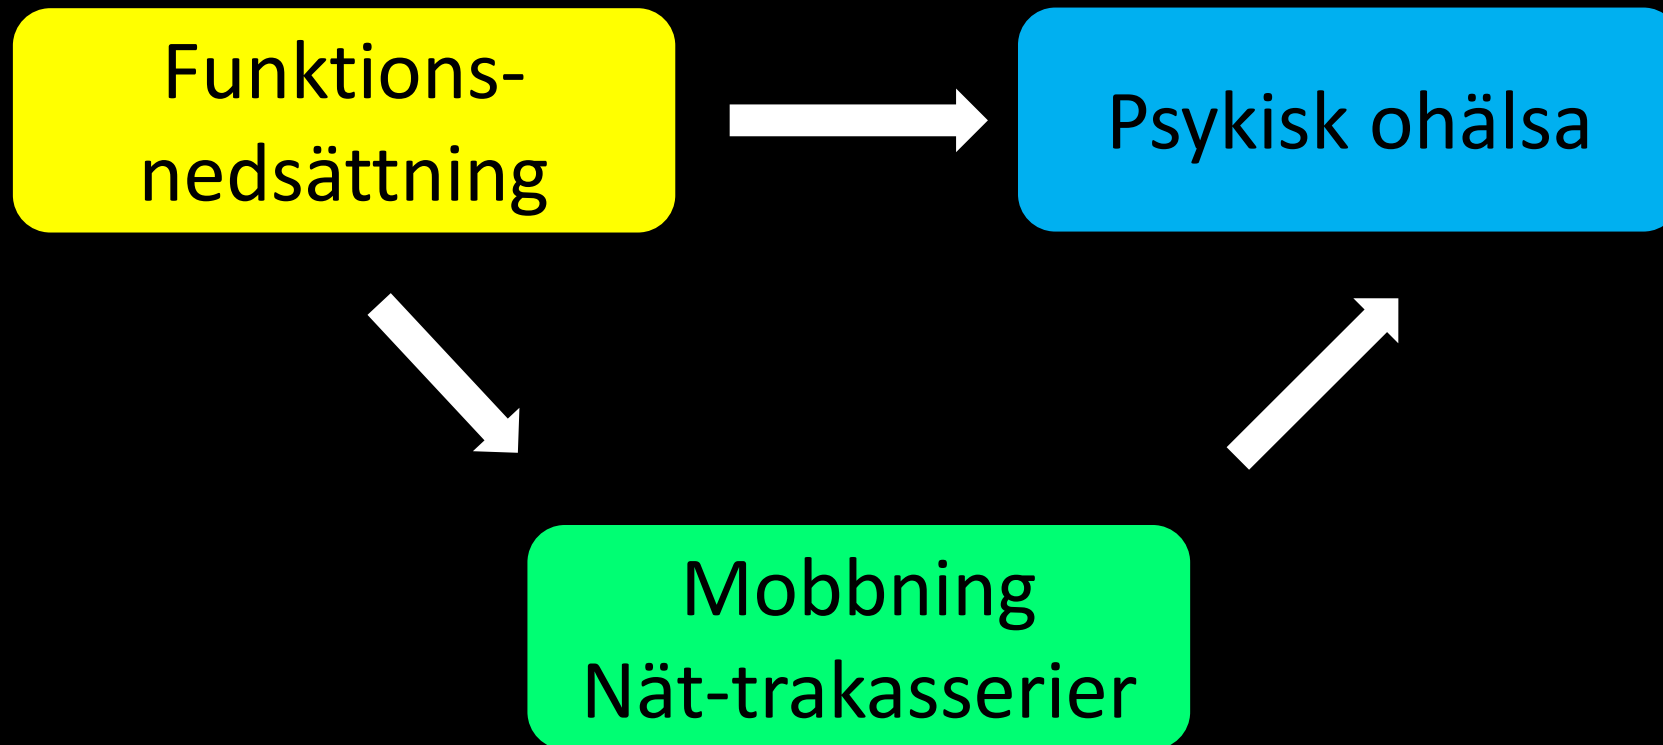 Funktions-
nedsättning
Psykisk ohälsa
Mobbning
Nät-trakasserier